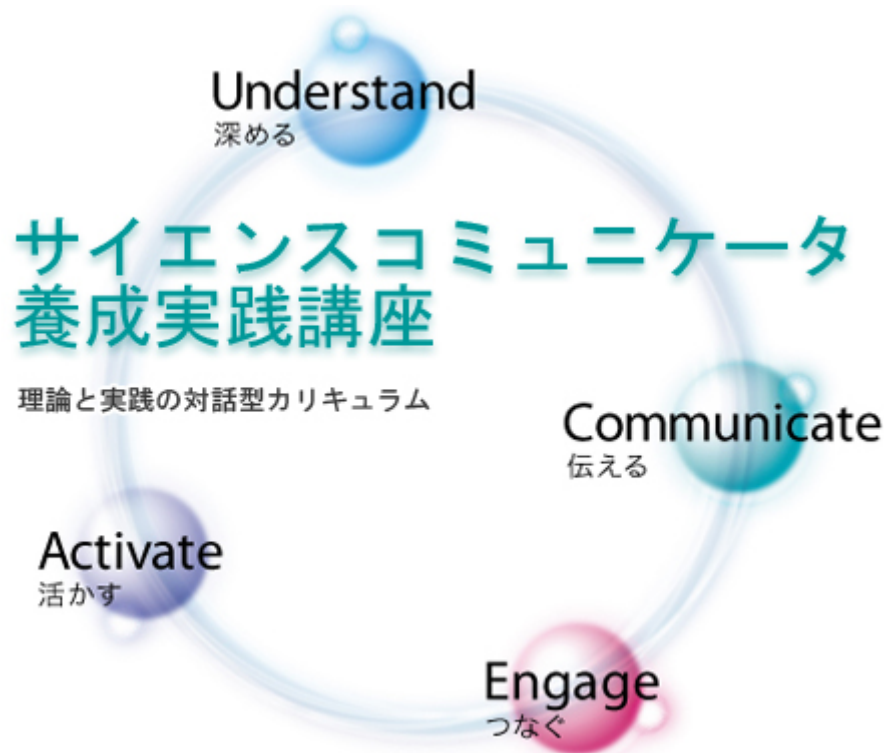 Understand
深める
サイエンスコミュニケータ
養成実践講座
理論と実践の対話型カリキュラム
Communicate
伝える
Activate
活かす
Engage
つなぐ